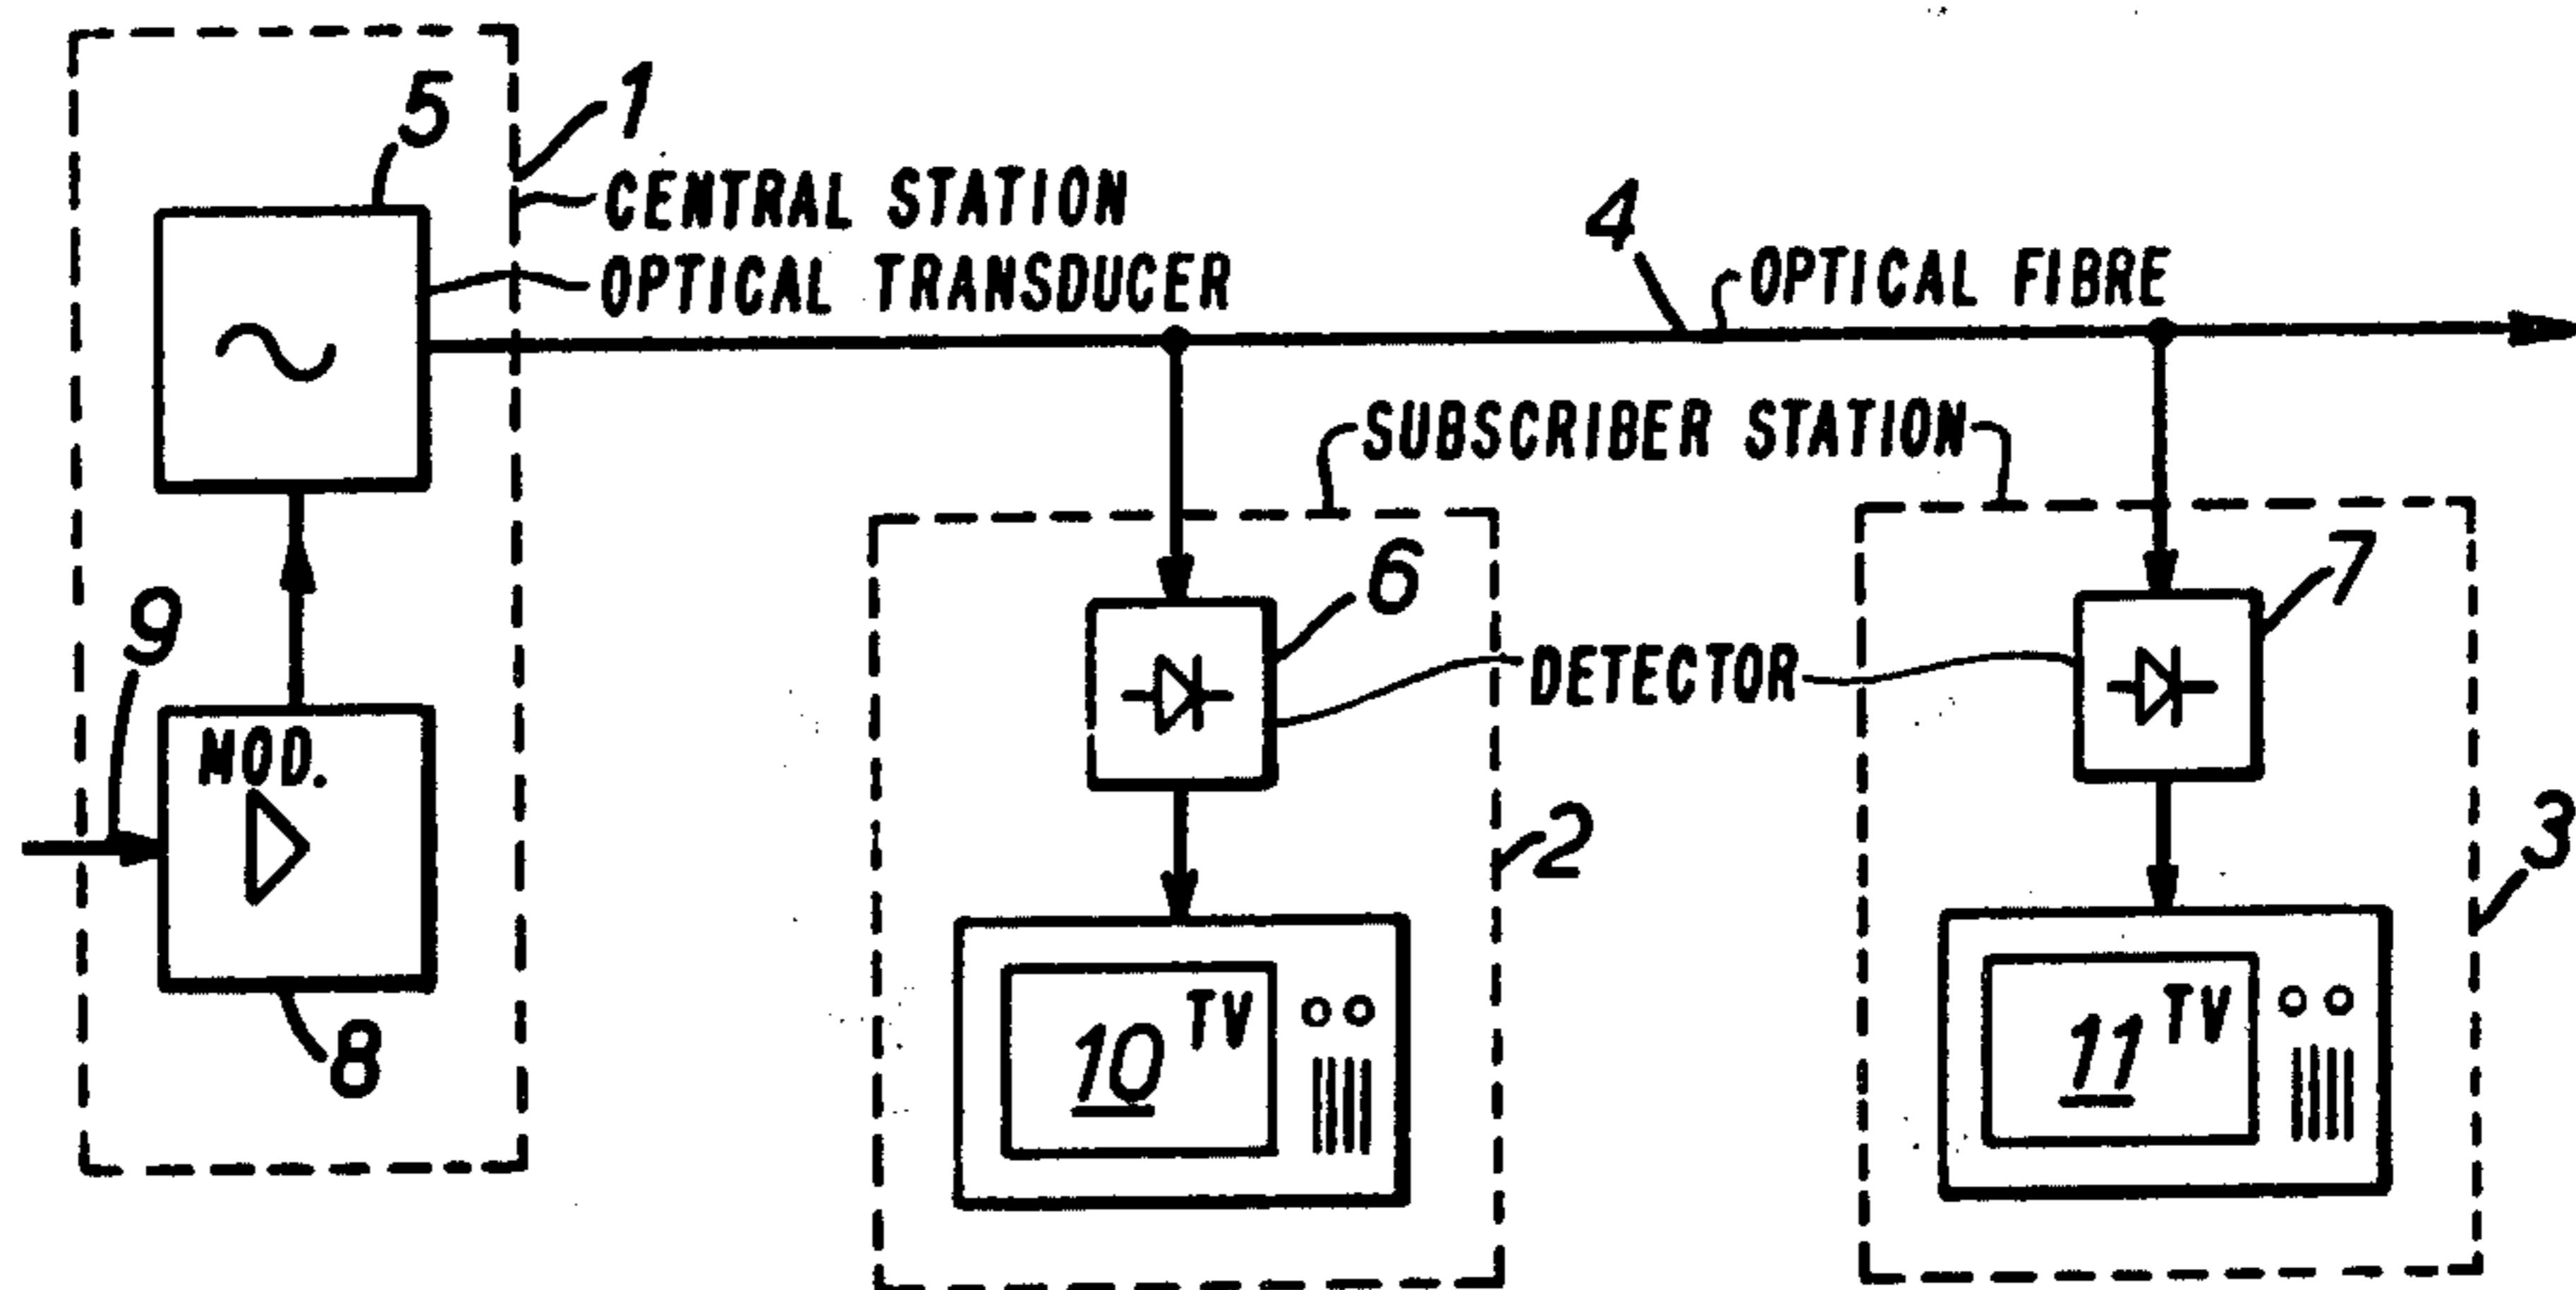 5
1
CENTRAL STATION
OPTICAL TRANSDUCER
4
OPTICAL FIBRE
SUBSCRIBER STATION
6
7
9
DETECTOR
MOD.
2
3
8
10 TV
11 TV